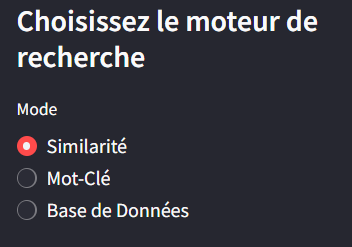 Choisissez le moteur de
recherche
Mode
Similarité
Mot-Clé
Base de Données